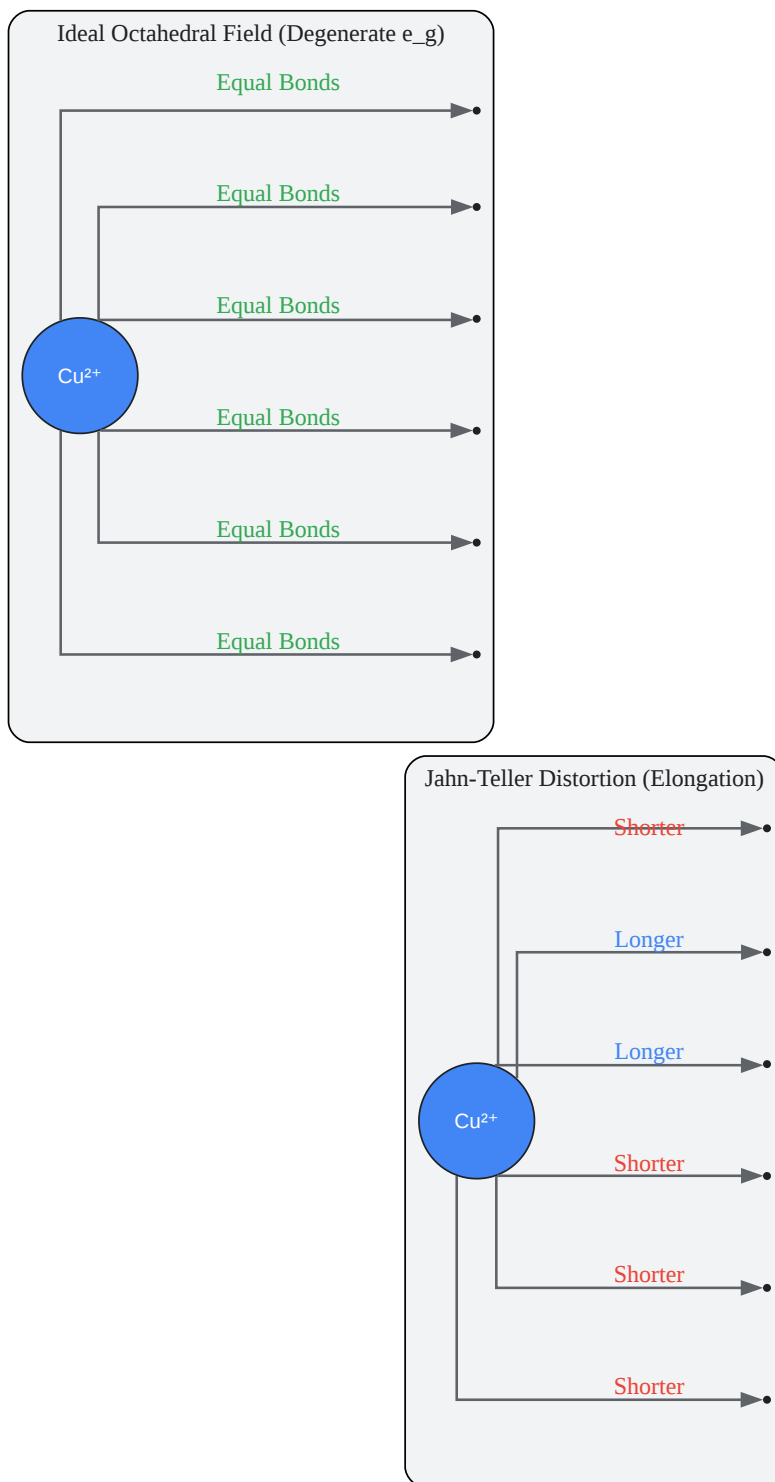 Ideal Octahedral Field (Degenerate e_g)
Equal Bonds
Equal Bonds
Equal Bonds
Cu²⁺
Equal Bonds
Equal Bonds
Equal Bonds
Jahn-Teller Distortion (Elongation)
Shorter
Longer
Longer
Cu²⁺
Shorter
Shorter
Shorter